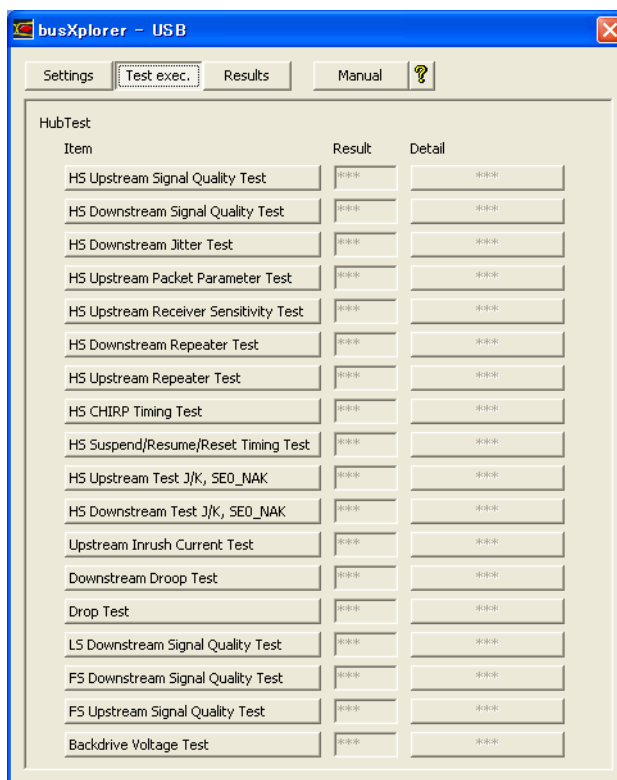 busXplorer - USB
Settings Test exec. Results Manual ?
HubTest
Item Result Detail
HS Upstream Signal Quality Test *** ***
HS Downstream Signal Quality Test *** ***
HS Downstream Jitter Test *** ***
HS Upstream Packet Parameter Test *** ***
HS Upstream Receiver Sensitivity Test *** ***
HS Downstream Repeater Test *** ***
HS Upstream Repeater Test *** ***
HS CHIRP Timing Test *** ***
HS Suspend/Resume/Reset Timing Test *** ***
HS Upstream Test J/K, SE0_NAK *** ***
HS Downstream Test J/K, SE0_NAK *** ***
Upstream Inrush Current Test *** ***
Downstream Droop Test *** ***
Drop Test *** ***
LS Downstream Signal Quality Test *** ***
FS Downstream Signal Quality Test *** ***
FS Upstream Signal Quality Test *** ***
Backdrive Voltage Test *** ***